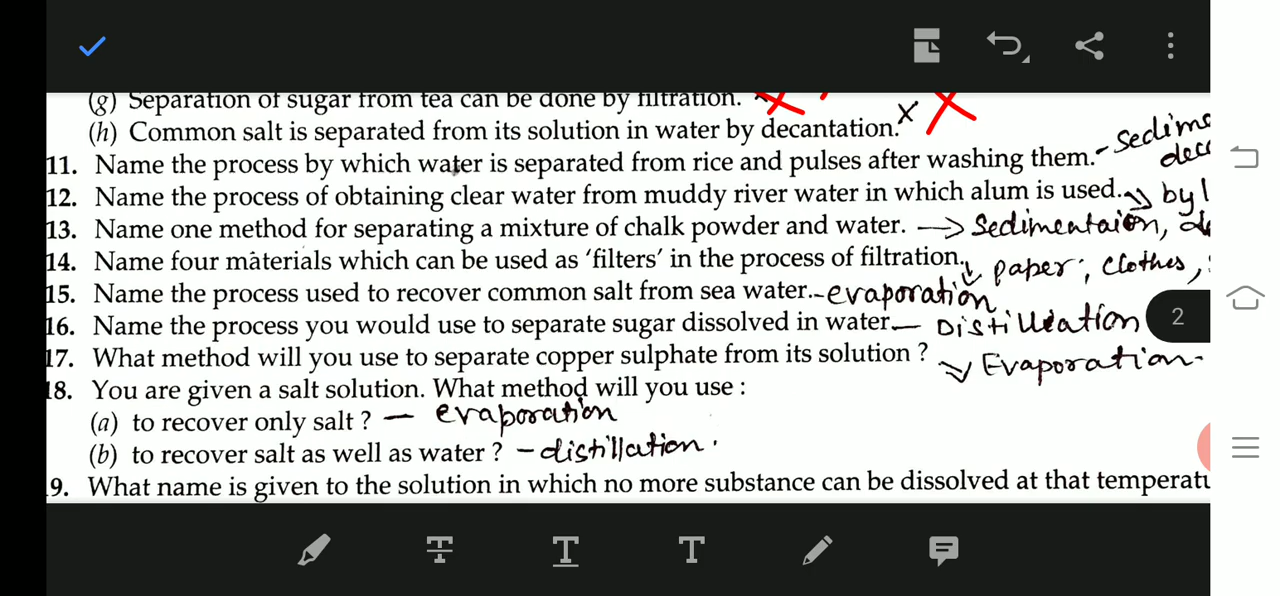 (g) Separation of sugar from tea can be done by filtration.
(h) Common salt is separated from its solution in water by decantation.
11. Name the process by which water is separated from rice and pulses after washing them. - sedime
dec
12. Name the process of obtaining clear water from muddy river water in which alum is used. by
13. Name one method for separating a mixture of chalk powder and water. → Sedimentaion,
14. Name four materials which can be used as 'filters' in the process of filtration. paper, clothes,
15. Name the process used to recover common salt from sea water. - evaporation
16. Name the process you would use to separate sugar dissolved in water — 
2
17. What method will you use to separate copper sulphate from its solution ? Evaporation-
18. You are given a salt solution. What method will you use :
(a) to recover only salt ? — evaporation
(b) to recover salt as well as water ? - distillation.
9. What name is given to the solution in which no more substance can be dissolved at that temperatu
T T T